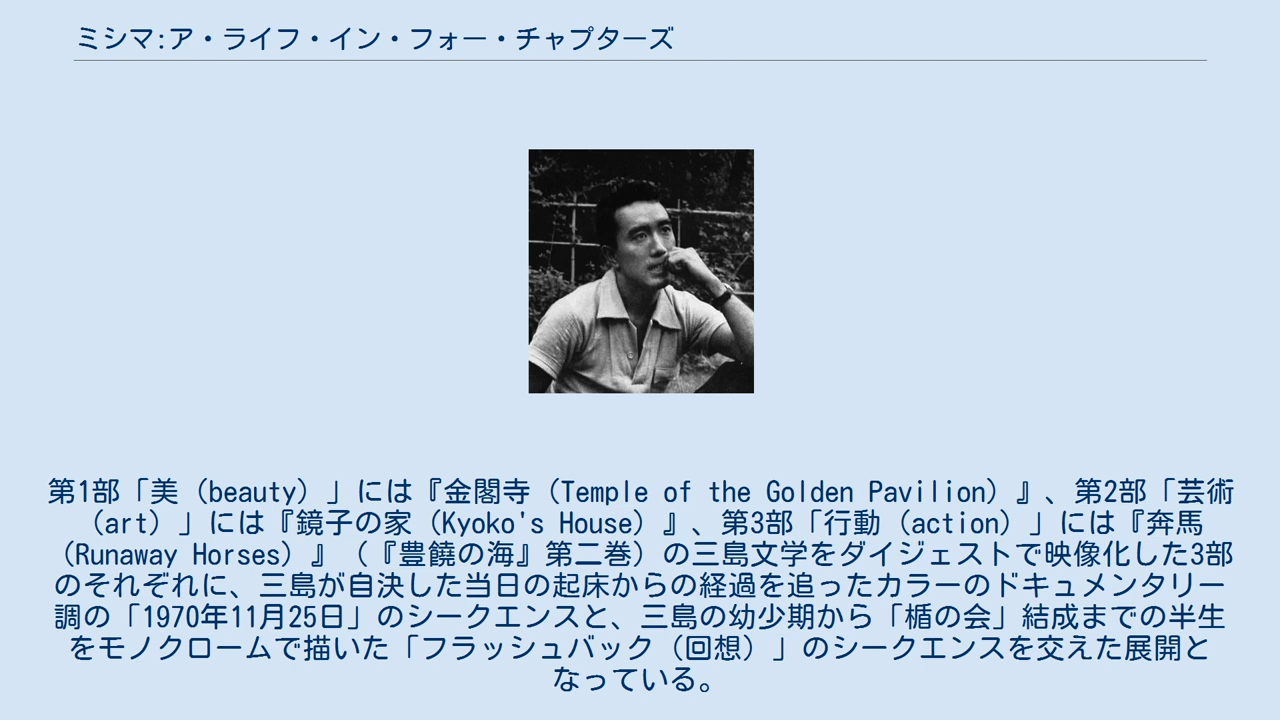 ミシマ:ア・ライフ・イン・フォー・チャプターズ
第1部「美（beauty）」には『金閣寺（Temple of the Golden Pavilion）』、第2部「芸術
（art）」には『鏡子の家（Kyoko's House）』、第3部「行動（action）」には『奔馬
（Runaway Horses）』（『豊饒の海』第二巻）の三島文学をダイジェストで映像化した3部
のそれぞれに、三島が自決した当日の起床からの経過を追ったカラーのドキュメンタリー
調の「1970年11月25日」のシークエンスと、三島の幼少期から「楯の会」結成までの半生
をモノクロームで描いた「フラッシュバック（回想）」のシークエンスを交えた展開と
なっている。